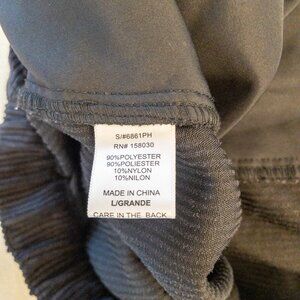 S/#6861PH
RN# 158030
90%POLYESTER
90%POLIESTER
10%NYLON
10%NILON
MADE IN CHINA
L/GRANDE
CARE IN THE BACK